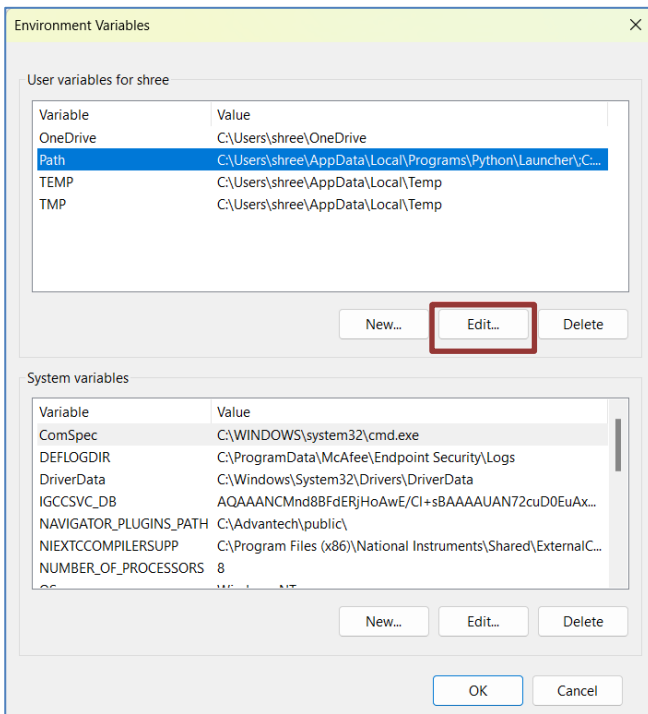 Environment Variables
User variables for shree
Variable Value
OneDrive C:\Users\shree\OneDrive
Path C:\Users\shree\AppData\Local\Programs\Python\Launcher\;C:...
TEMP C:\Users\shree\AppData\Local\Temp
TMP C:\Users\shree\AppData\Local\Temp
New... Edit... Delete
System variables
Variable Value
ComSpec C:\WINDOWS\system32\cmd.exe
DEFLOGDIR C:\ProgramData\McAfee\Endpoint Security\Logs
DriverData C:\Windows\System32\Drivers\DriverData
IGCCSVC_DB AQAAANCMnd8BFdERjHoAwE/Cl+sBAAAAUAN72cuD0EuAx...
NAVIGATOR_PLUGINS_PATH C:\Advantech\public\
NIEXTCCOMPILERSUPP C:\Program Files (x86)\National Instruments\Shared\ExternalC...
NUMBER_OF_PROCESSORS 8
New... Edit... Delete
OK Cancel